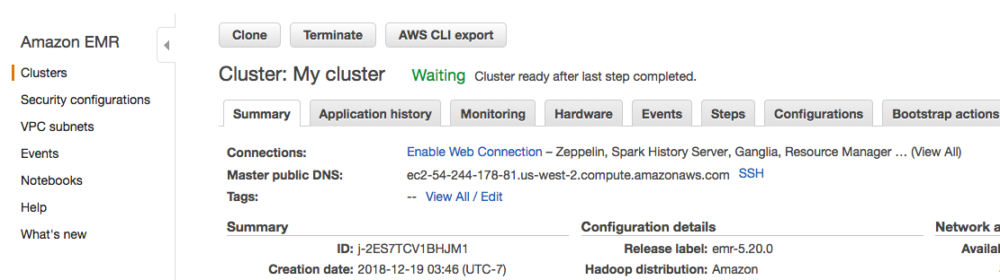 Amazon EMR
Clusters
Security configurations
VPC subnets
Events
Notebooks
Help
What's new
Clone Terminate AWS CLI export
Cluster: My cluster Waiting Cluster ready after last step completed.
Summary Application history Monitoring Hardware Events Steps Configurations Bootstrap actions
Connections: Enable Web Connection – Zeppelin, Spark History Server, Ganglia, Resource Manager ... (View All)
Master public DNS: ec2-54-244-178-81.us-west-2.compute.amazonaws.com SSH
Tags: -- View All / Edit
Summary
ID: j-2ES7TCV1BHJM1
Creation date: 2018-12-19 03:46 (UTC-7)
Configuration details
Release label: emr-5.20.0
Hadoop distribution: Amazon
Network a
Availa